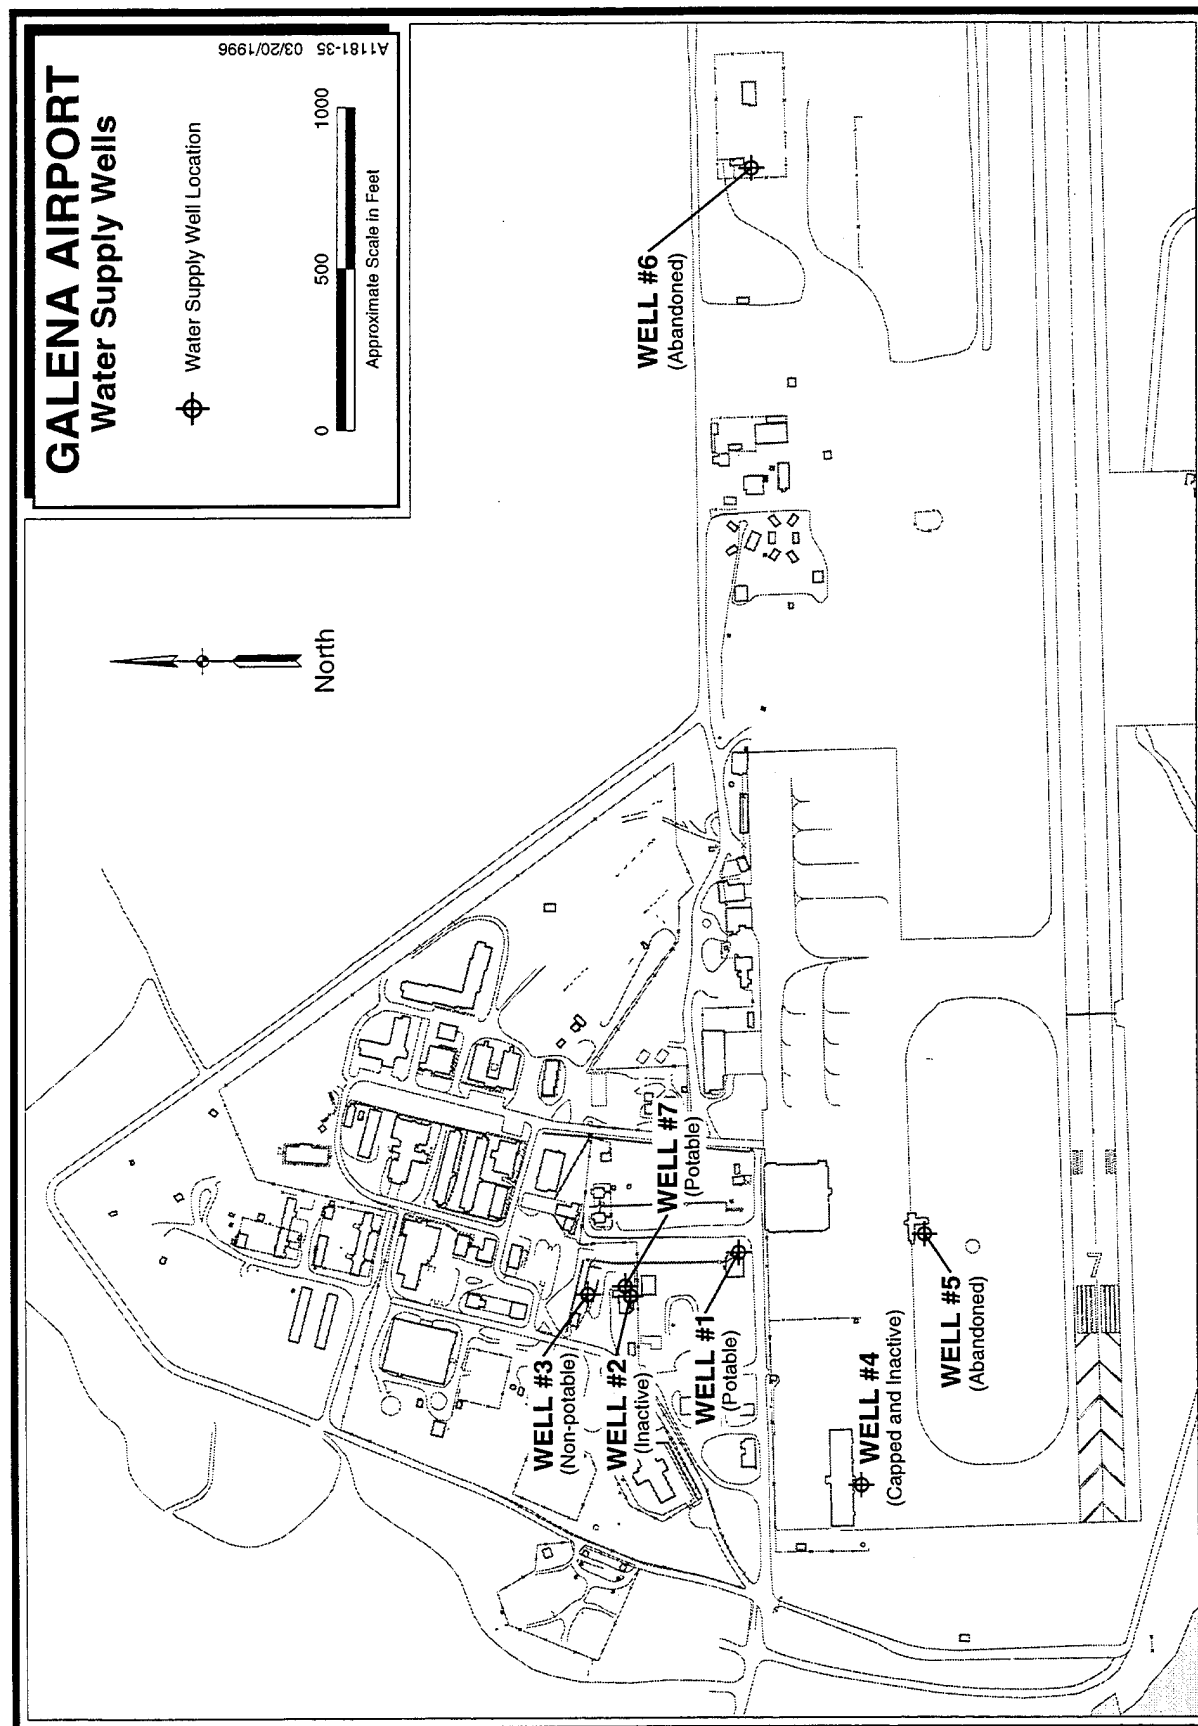 GALENA AIRPORT
Water Supply Wells
Water Supply Well Location
0 500 1000
Approximate Scale in Feet
A1181-35 03/20/1996
North
WELL #6
(Abandoned)
WELL #3
(Non-potable)
WELL #2
(Inactive)
WELL #7
(Potable)
WELL #1
(Potable)
WELL #4
(Capped and Inactive)
WELL #5
(Abandoned)
7